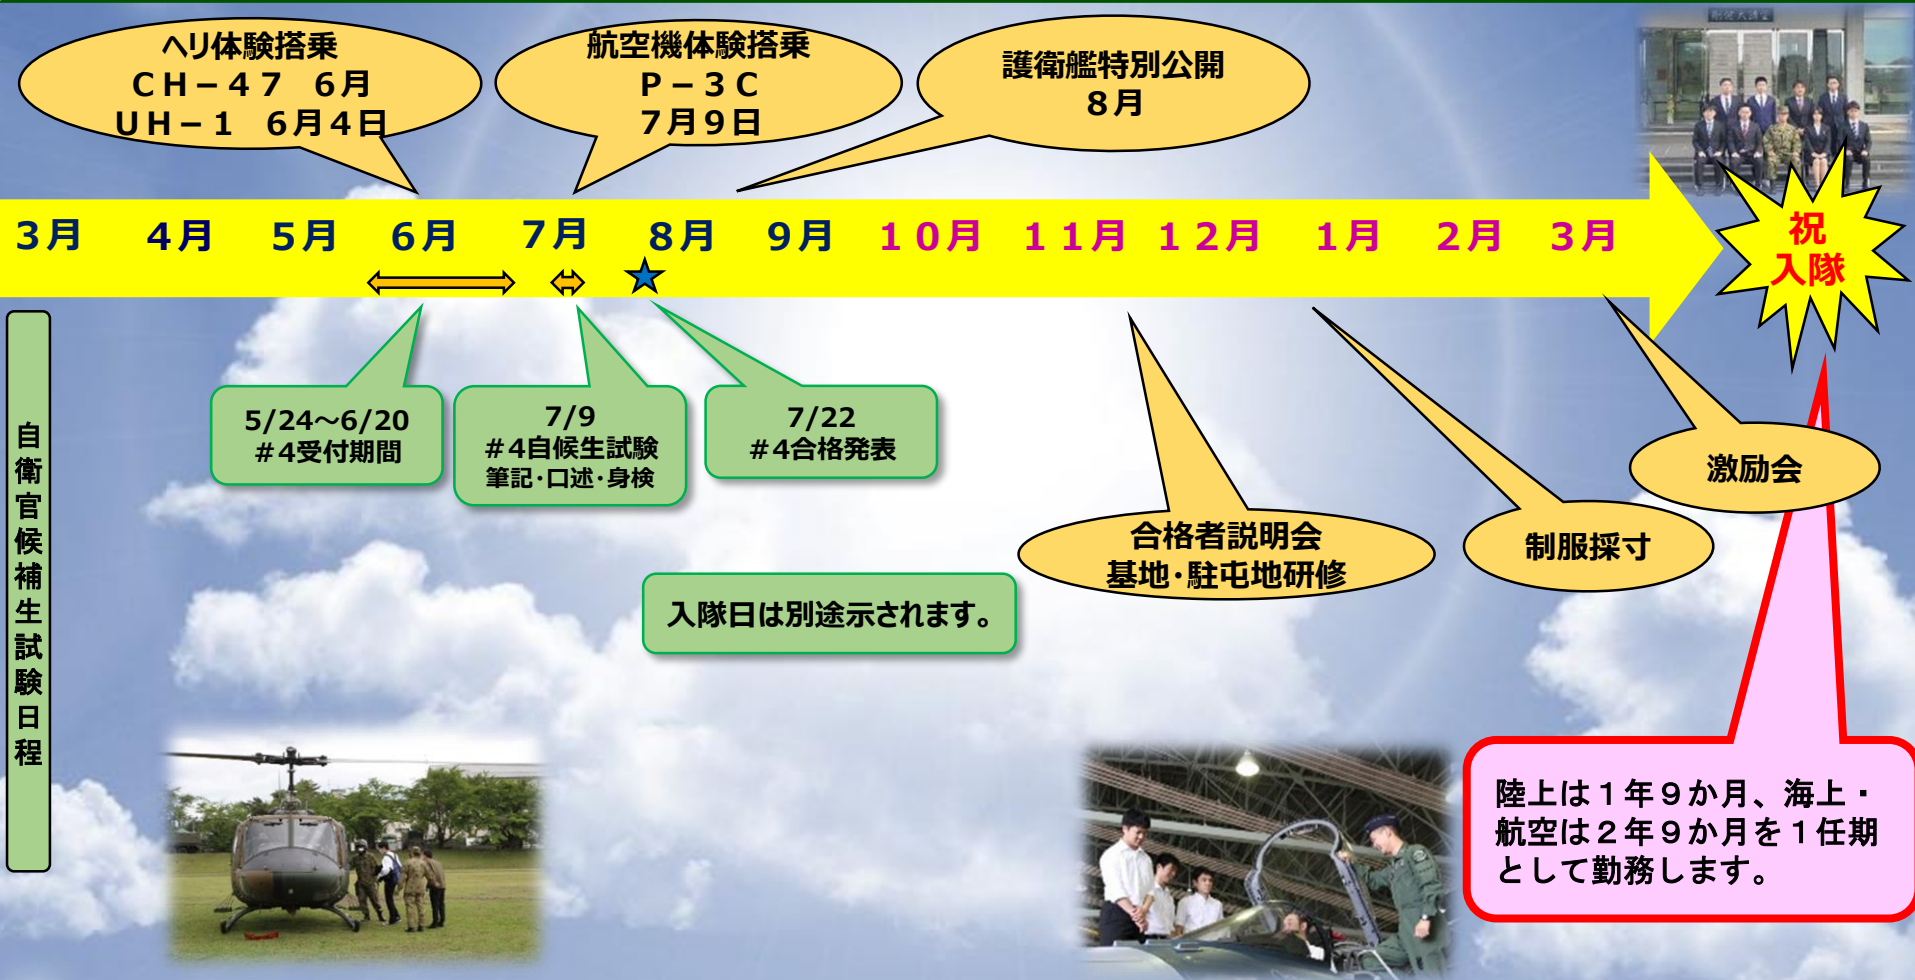 ヘリ体験搭乗
ＣＨ－４７　６月
ＵＨ－１　６月４日
航空機体験搭乗
Ｐ－３Ｃ
７月９日
護衛艦特別公開
８月
３月　４月　５月　６月　７月　８月　９月　１０月　１１月　１２月　１月　２月　３月
祝
入隊
自衛官候補生試験日程
5/24～6/20
#4受付期間
7/9
#4自候生試験
筆記・口述・身検
7/22
#4合格発表
激励会
合格者説明会
基地・駐屯地研修
制服採寸
入隊日は別途示されます。
陸上は１年９か月、海上・
航空は２年９か月を１任期
として勤務します。